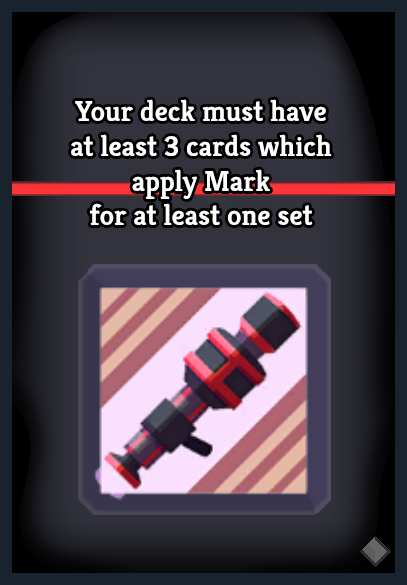 Your deck must have
at least 3 cards which
apply Mark
for at least one set